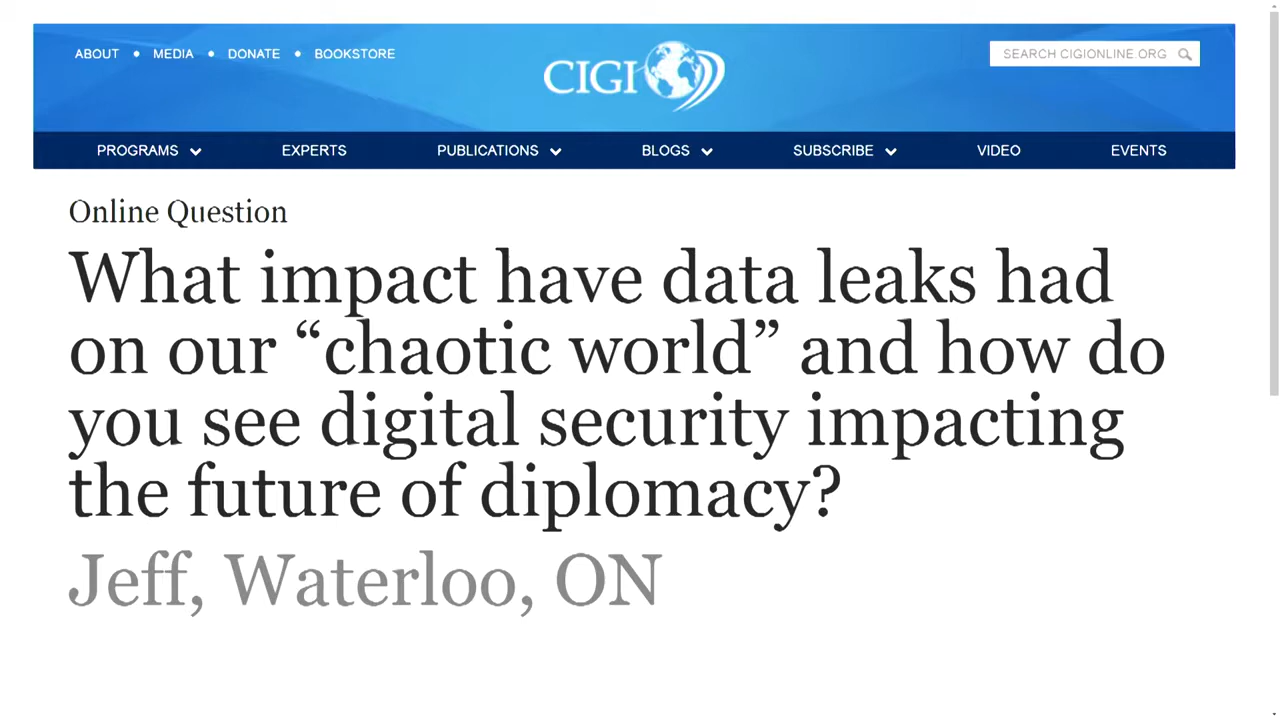 ABOUT • MEDIA • DONATE • BOOKSTORE
CIGI
SEARCH CIGIONLINE.ORG
PROGRAMS EXPERTS PUBLICATIONS BLOGS SUBSCRIBE VIDEO EVENTS
Online Question
What impact have data leaks had
on our “chaotic world” and how do
you see digital security impacting
the future of diplomacy?
Jeff, Waterloo, ON